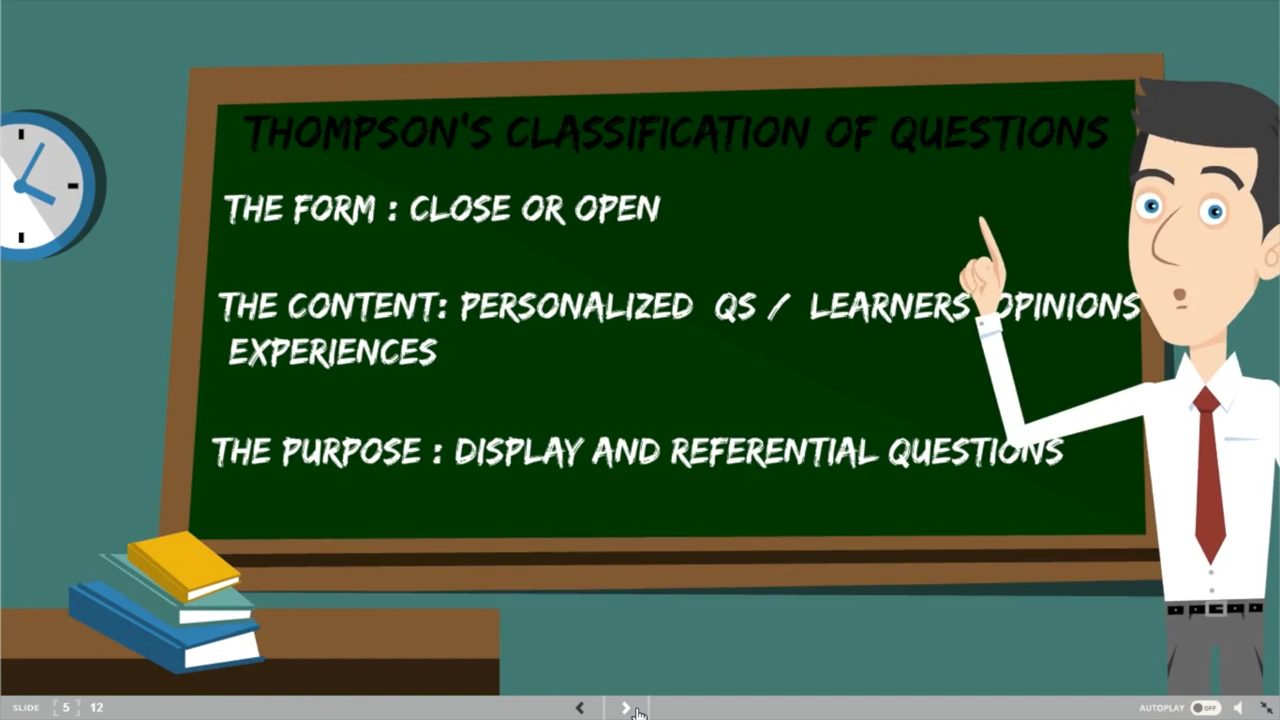 THOMPSON'S CLASSIFICATION OF QUESTIONS
THE FORM : CLOSE OR OPEN
THE CONTENT: PERSONALIZED QS / LEARNERS OPINIONS
EXPERIENCES
THE PURPOSE : DISPLAY AND REFERENTIAL QUESTIONS
SLIDE [ 5 ] 12
AUTOPLAY OFF